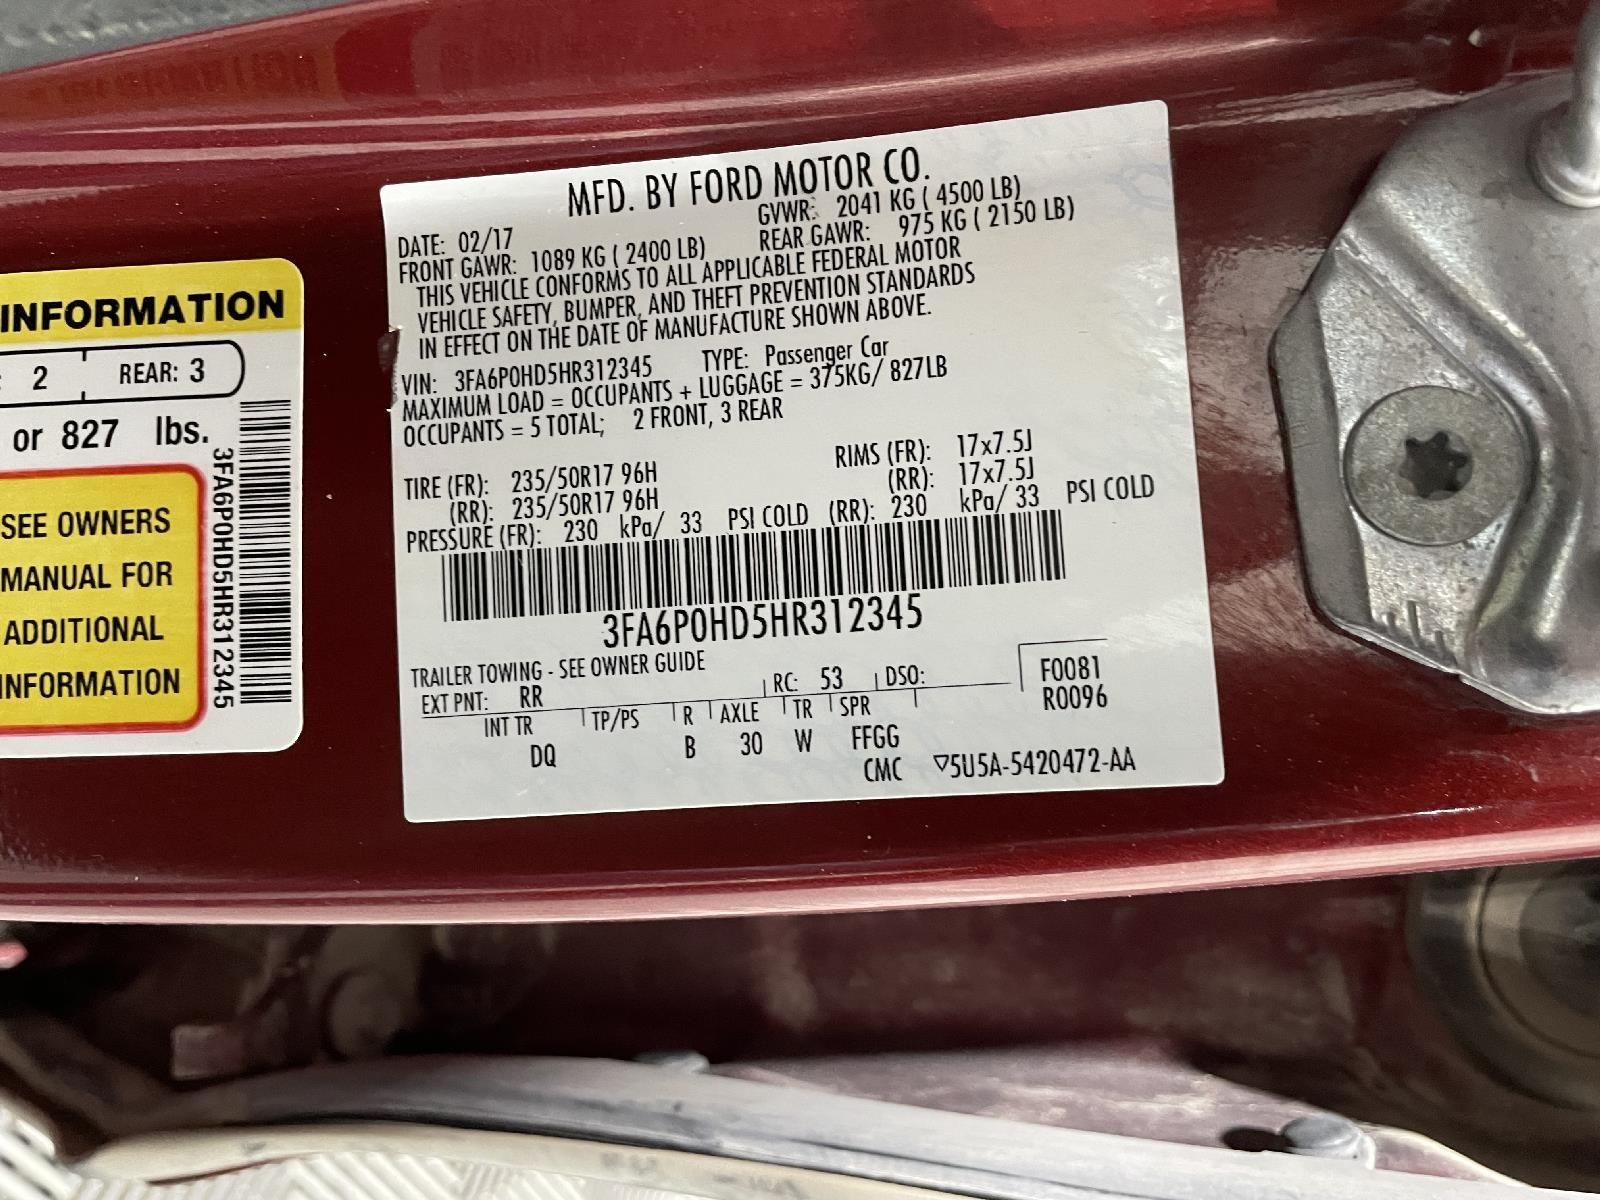 INFORMATION
2 REAR: 3
or 827 lbs.
SEE OWNERS
MANUAL FOR
ADDITIONAL
INFORMATION
3FA6P0HD5HR312345
MFD. BY FORD MOTOR CO.
DATE: 02/17 GVWR: 2041 KG ( 4500 LB)
FRONT GAWR: 1089 KG ( 2400 LB) REAR GAWR: 975 KG ( 2150 LB)
THIS VEHICLE CONFORMS TO ALL APPLICABLE FEDERAL MOTOR
VEHICLE SAFETY, BUMPER, AND THEFT PREVENTION STANDARDS
IN EFFECT ON THE DATE OF MANUFACTURE SHOWN ABOVE.
VIN: 3FA6P0HD5HR312345 TYPE: Passenger Car
MAXIMUM LOAD = OCCUPANTS + LUGGAGE = 375KG/ 827LB
OCCUPANTS = 5 TOTAL; 2 FRONT, 3 REAR
TIRE (FR): 235/50R17 96H RIMS (FR): 17x7.5J
(RR): 235/50R17 96H (RR): 17x7.5J
PRESSURE (FR): 230 kPa/ 33 PSI COLD (RR): 230 kPa/ 33 PSI COLD
3FA6P0HD5HR312345
TRAILER TOWING - SEE OWNER GUIDE
EXT PNT: RR RC: 53 DSO: F0081
INT TR TP/PS R AXLE TR SPR R0096
DQ B 30 W FFGG
CMC ▽5U5A-5420472-AA